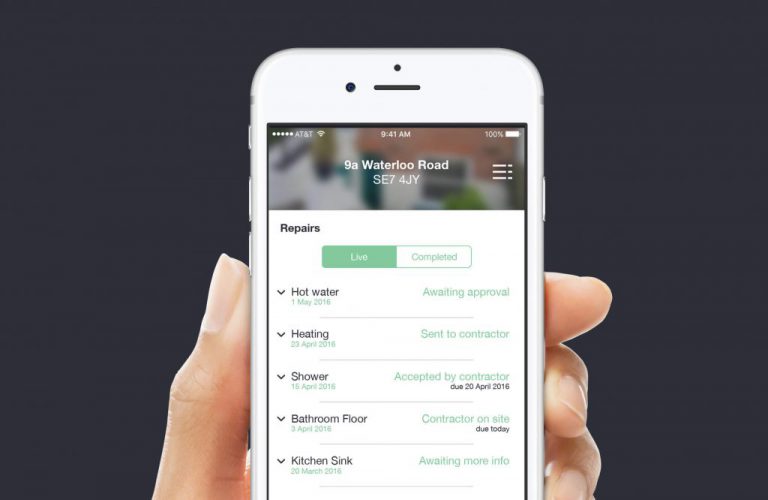 AT&T 9:41 AM 100%
9a Waterloo Road
SE7 4JY
Repairs
Live Completed
Hot water Awaiting approval
1 May 2016
Heating Sent to contractor
23 April 2016
Shower Accepted by contractor
15 April 2016 due 20 April 2016
Bathroom Floor Contractor on site
3 April 2016 due today
Kitchen Sink Awaiting more info
20 March 2016